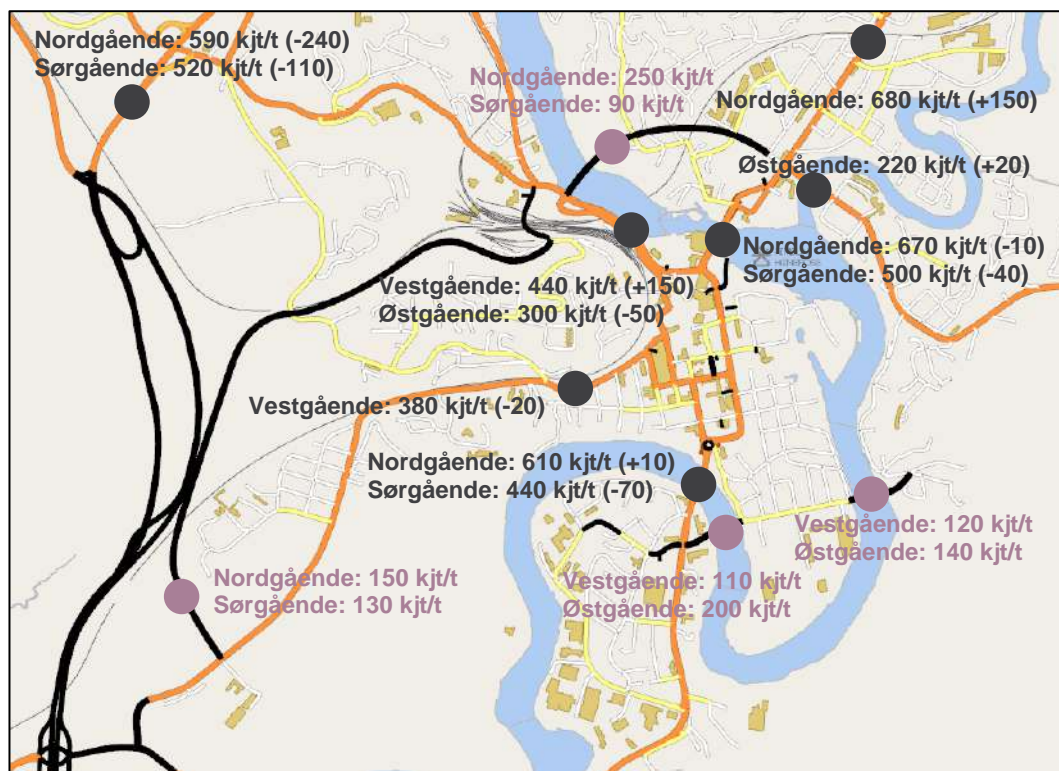 Nordgående: 590 kjt/t (-240)
Sørgående: 520 kjt/t (-110)
Nordgående: 250 kjt/t
Sørgående: 90 kjt/t
Nordgående: 680 kjt/t (+150)
Østgående: 220 kjt/t (+20)
Nordgående: 670 kjt/t (-10)
Sørgående: 500 kjt/t (-40)
Vestgående: 440 kjt/t (+150)
Østgående: 300 kjt/t (-50)
Vestgående: 380 kjt/t (-20)
Nordgående: 610 kjt/t (+10)
Sørgående: 440 kjt/t (-70)
Vestgående: 120 kjt/t
Østgående: 140 kjt/t
Nordgående: 150 kjt/t
Sørgående: 130 kjt/t
Vestgående: 110 kjt/t
Østgående: 200 kjt/t